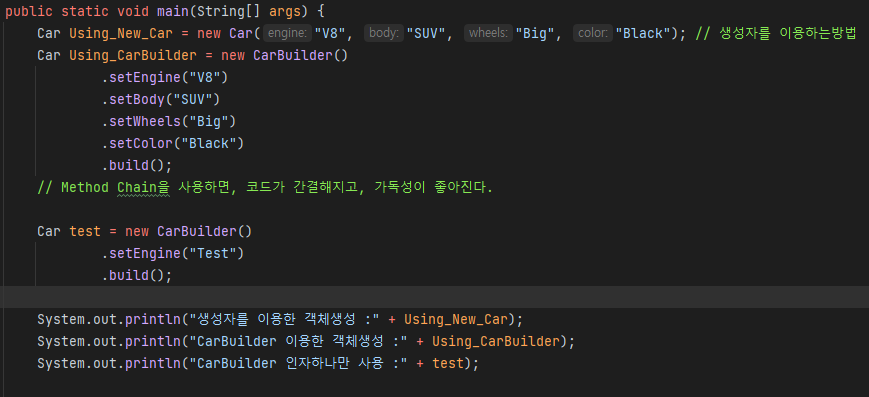 public static void main(String[] args) {
    Car Using_New_Car = new Car( engine: "V8", body: "SUV", wheels: "Big", color: "Black"); // 생성자를 이용하는방법
    Car Using_CarBuilder = new CarBuilder()
            .setEngine("V8")
            .setBody("SUV")
            .setWheels("Big")
            .setColor("Black")
            .build();
    // Method Chain을 사용하면, 코드가 간결해지고, 가독성이 좋아진다.
    Car test = new CarBuilder()
            .setEngine("Test")
            .build();
    System.out.println("생성자를 이용한 객체생성 :" + Using_New_Car);
    System.out.println("CarBuilder 이용한 객체생성 :" + Using_CarBuilder);
    System.out.println("CarBuilder 인자하나만 사용 :" + test);